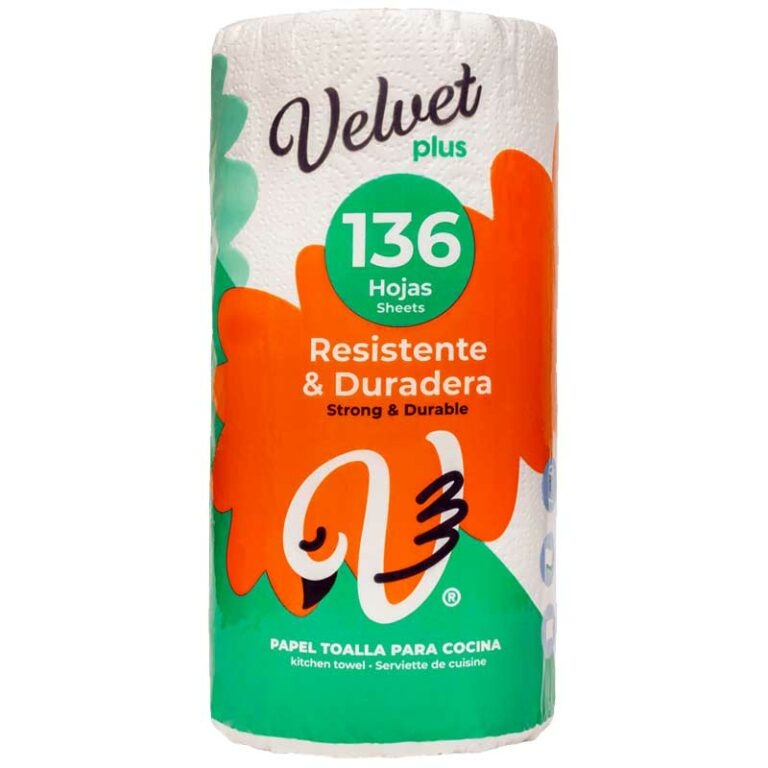 Velvet
plus
136
Hojas
Sheets
Resistente
& Duradera
Strong & Durable
V®
PAPEL TOALLA PARA COCINA
kitchen towel • Serviette de cuisine